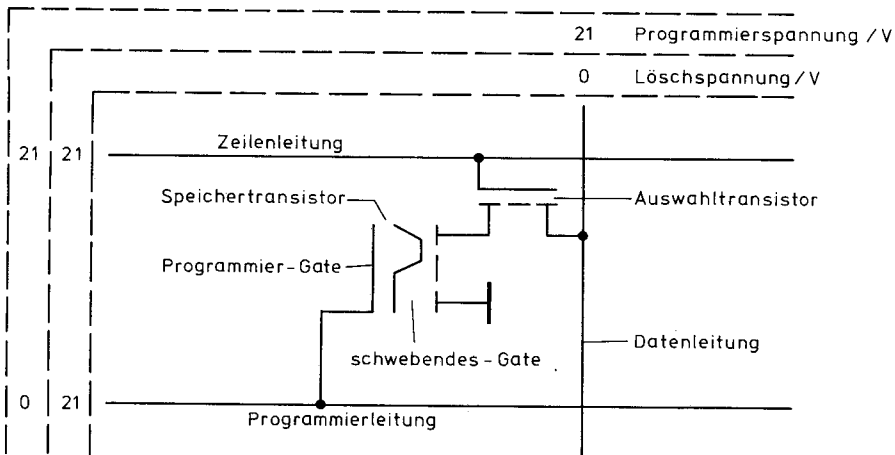 21 Programmierspannung / V
0 Löschspannung / V
Zeilenleitung
21 21
Speichertransistor
Auswahltransistor
Programmier-Gate
Datenleitung
schwebendes-Gate
0 21
Programmierleitung